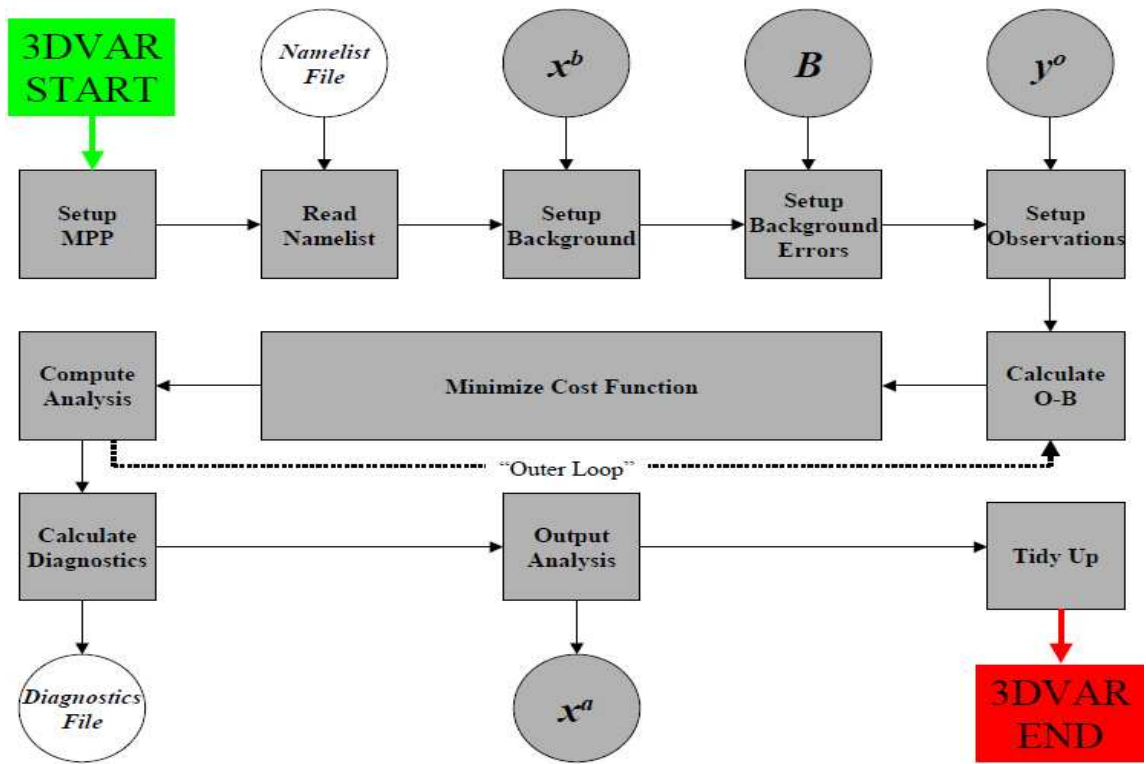 3DVAR
START
Namelist
File
x^b
B
y^o
Setup
MPP
Read
Namelist
Setup
Background
Setup
Background
Errors
Setup
Observations
Compute
Analysis
Minimize Cost Function
Calculate
O-B
“Outer Loop”
Calculate
Diagnostics
Output
Analysis
Tidy Up
Diagnostics
File
x^a
3DVAR
END